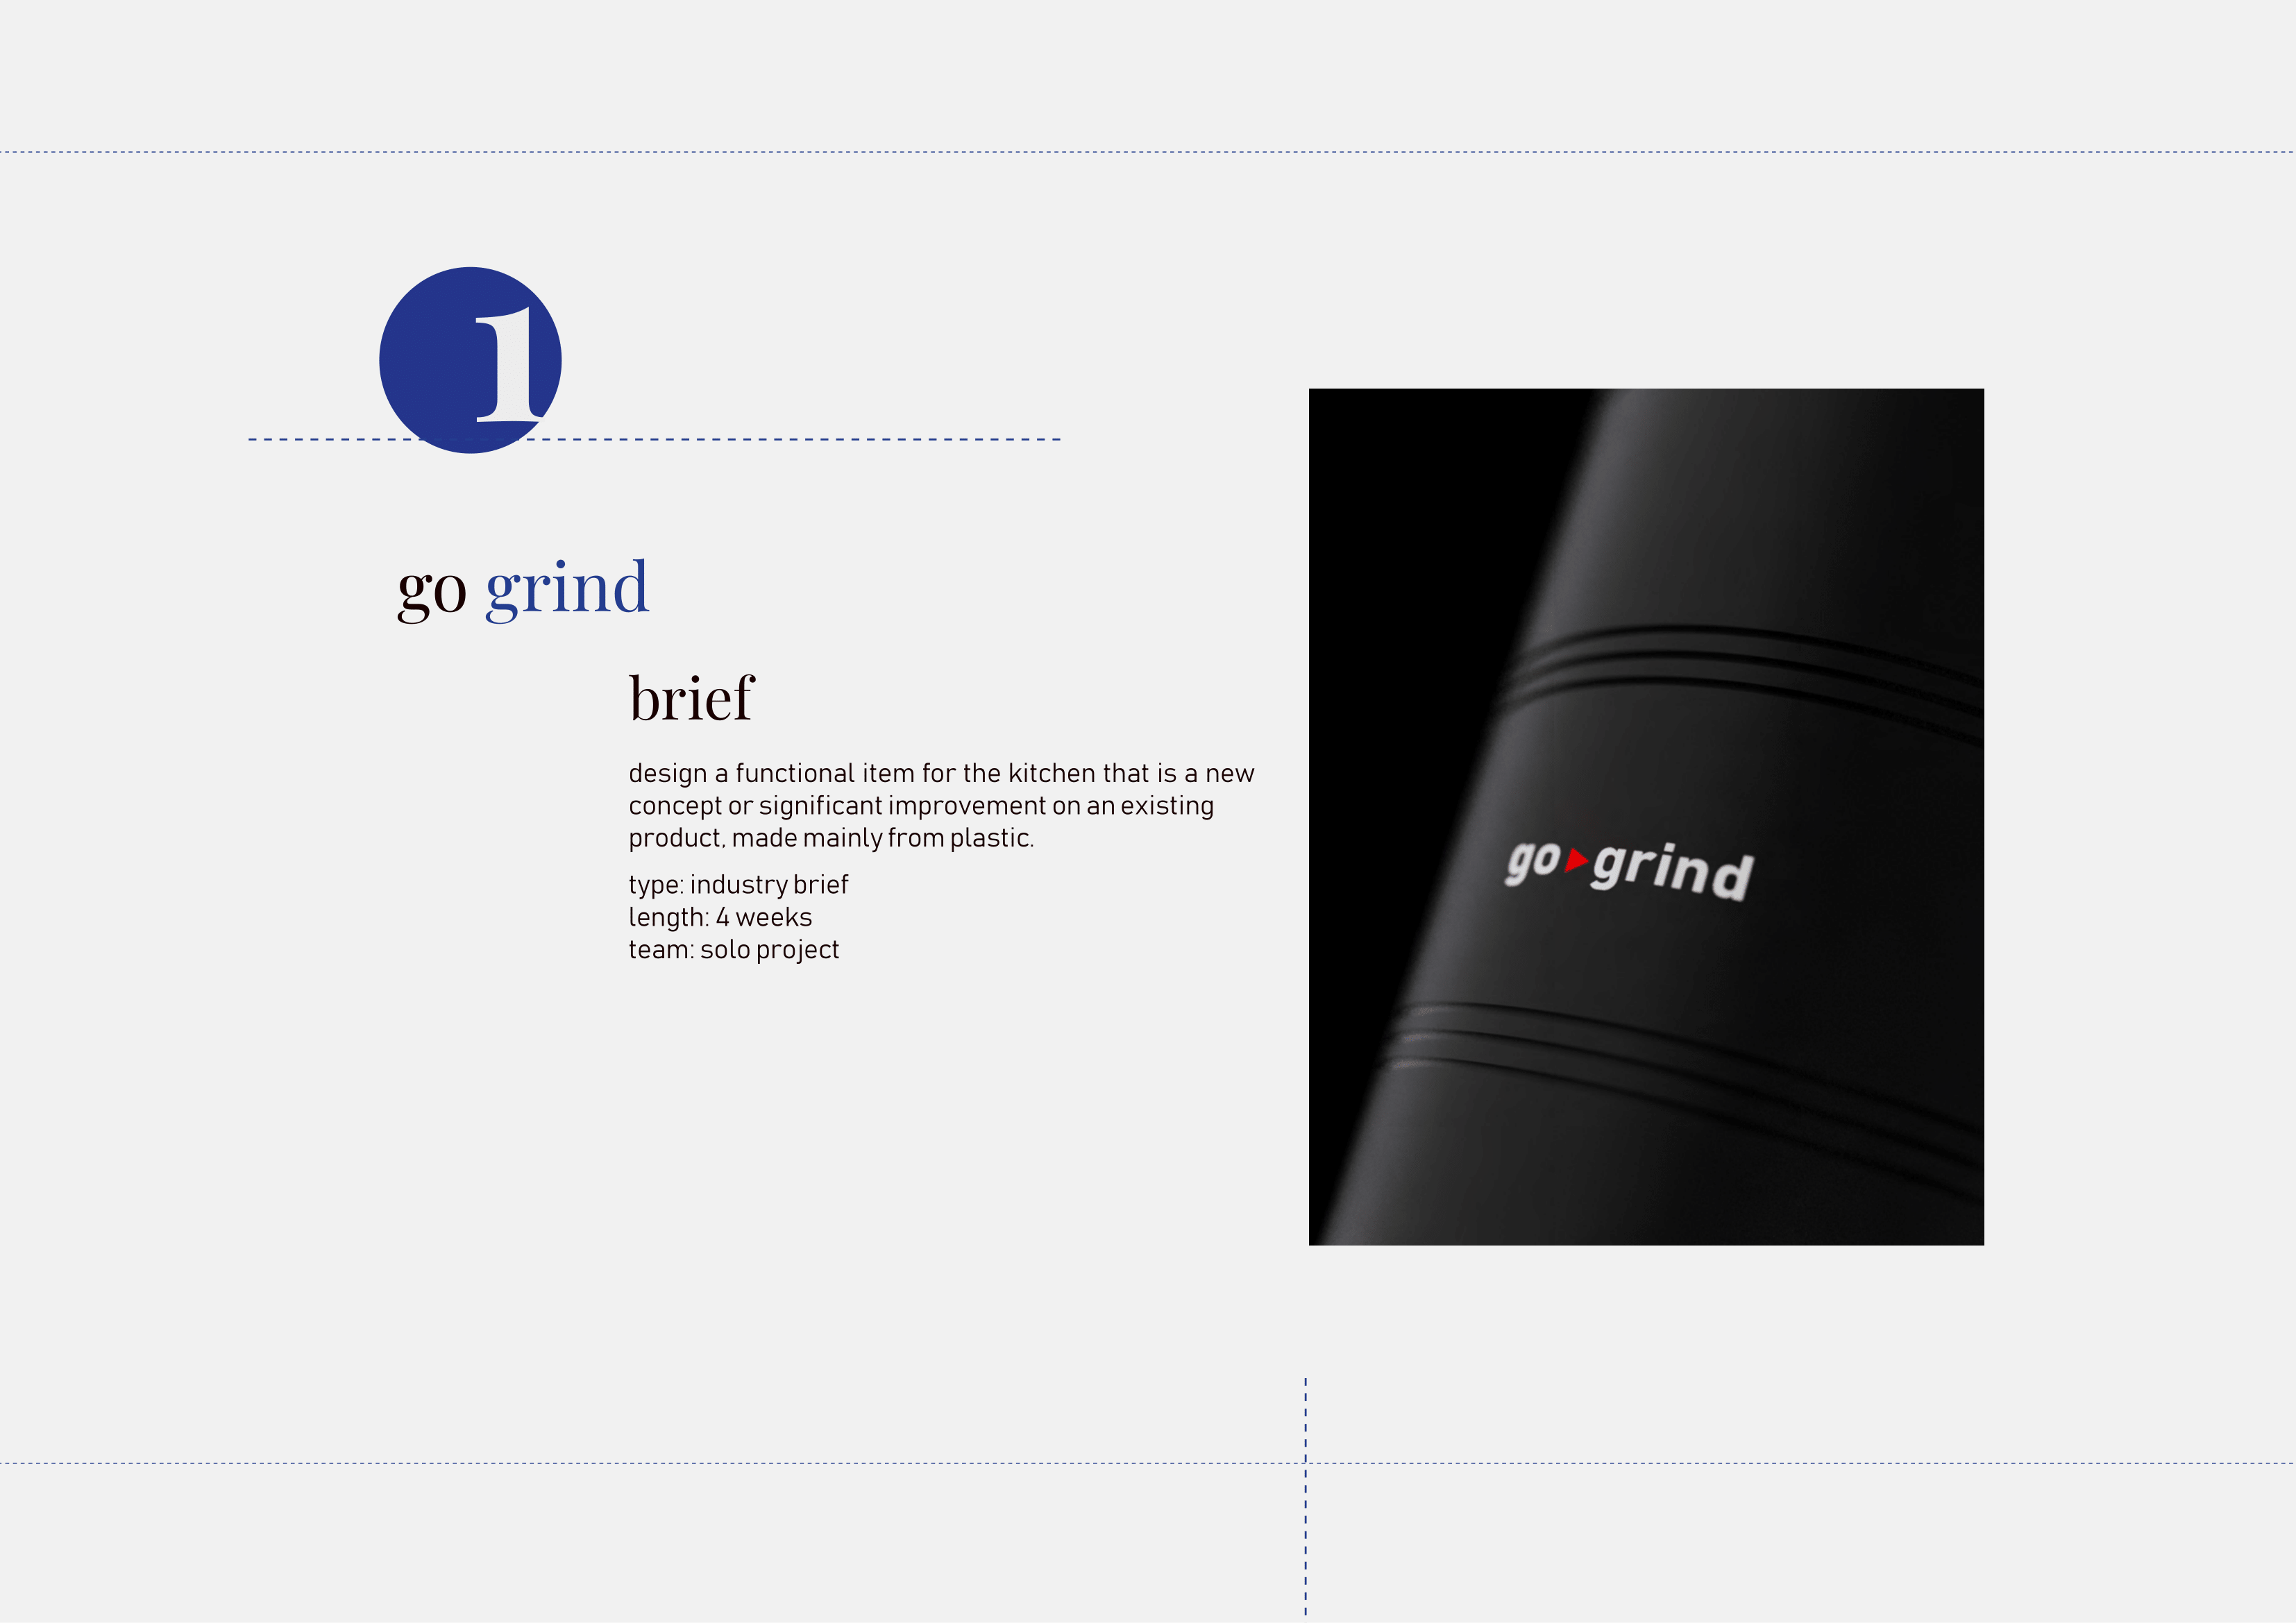 1
go grind
brief
design a functional item for the kitchen that is a new
concept or significant improvement on an existing
product, made mainly from plastic.
type: industry brief
length: 4 weeks
team: solo project
go▸grind